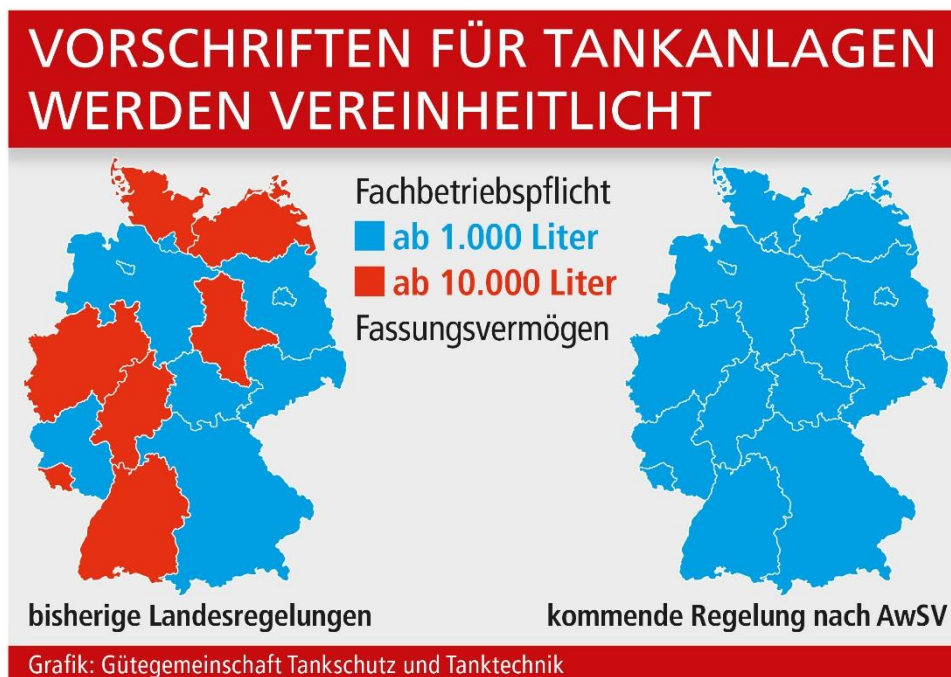 VORSCHRIFTEN FÜR TANKANLAGEN
WERDEN VEREINHEITLICHT
Fachbetriebspflicht
ab 1.000 Liter
ab 10.000 Liter
Fassungsvermögen
bisherige Landesregelungen
kommende Regelung nach AwSV
Grafik: Gütegemeinschaft Tankschutz und Tanktechnik